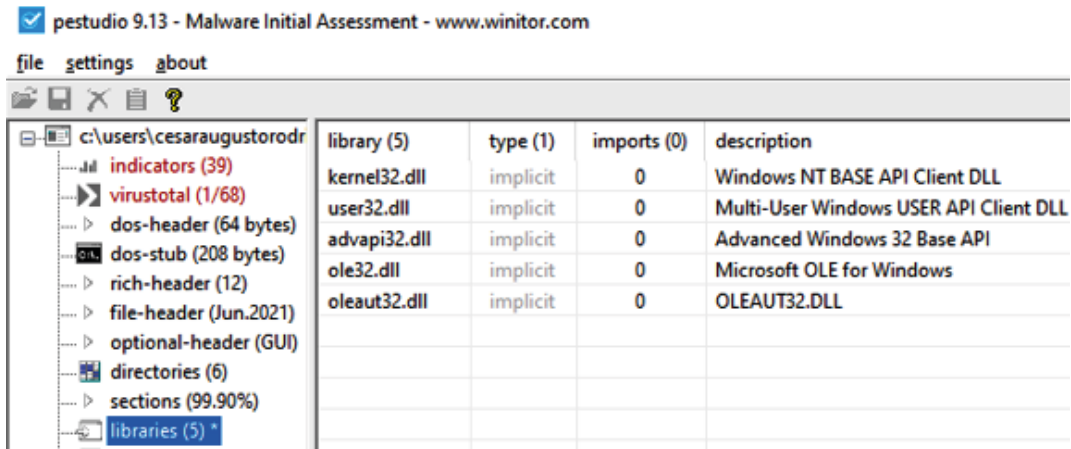 pestudio 9.13 - Malware Initial Assessment - www.winitor.com
file settings about
c:\users\cesaraugustorodr
indicators (39)
virustotal (1/68)
dos-header (64 bytes)
dos-stub (208 bytes)
rich-header (12)
file-header (Jun.2021)
optional-header (GUI)
directories (6)
sections (99.90%)
libraries (5) *
library (5) type (1) imports (0) description
kernel32.dll implicit 0 Windows NT BASE API Client DLL
user32.dll implicit 0 Multi-User Windows USER API Client DLL
advapi32.dll implicit 0 Advanced Windows 32 Base API
ole32.dll implicit 0 Microsoft OLE for Windows
oleaut32.dll implicit 0 OLEAUT32.DLL